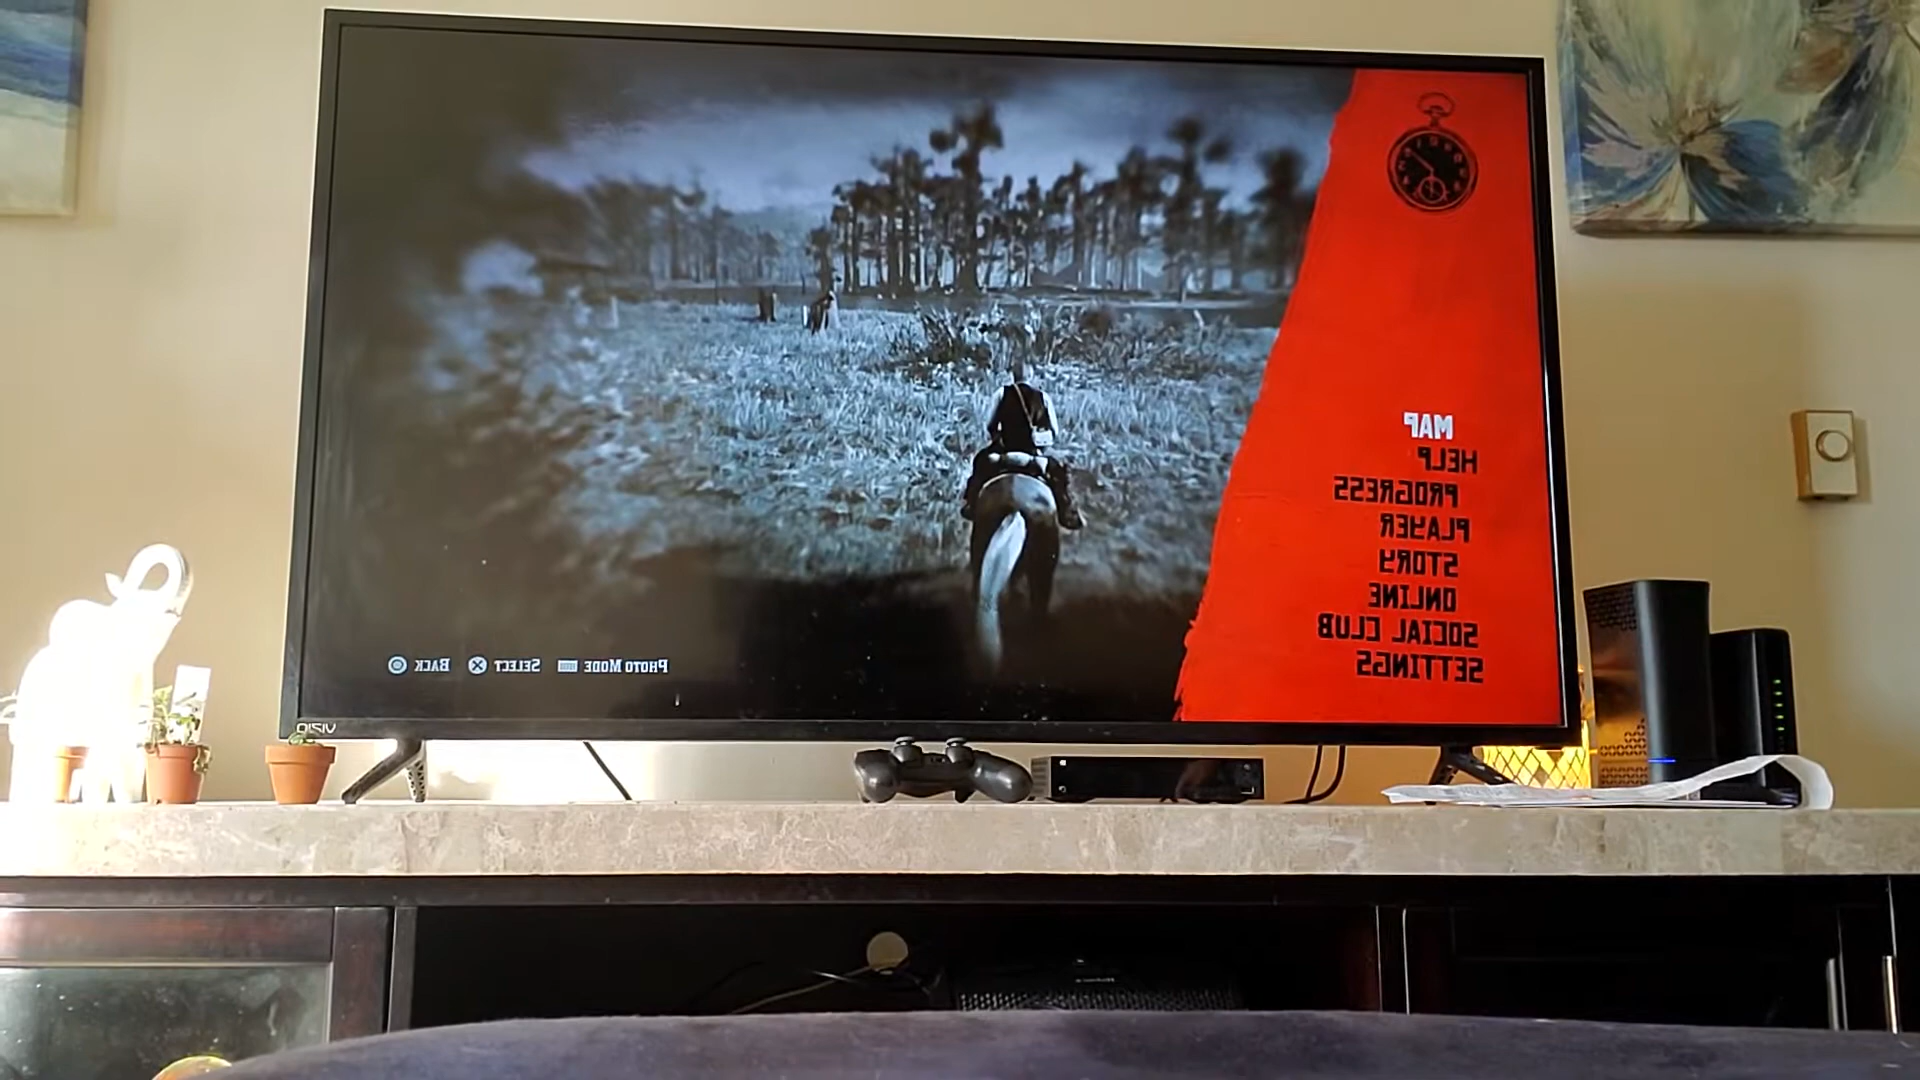 MAP
HELP
PROGRESS
PLAYER
STORY
ONLINE
SOCIAL CLUB
SETTINGS
PHOTO MODE SELECT BACK
VIZIO